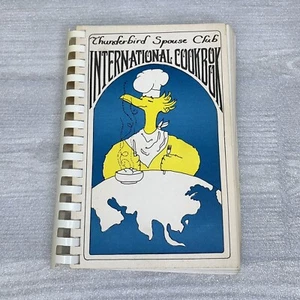 Thunderbird Spouse Club
INTERNATIONAL COOKBOOK